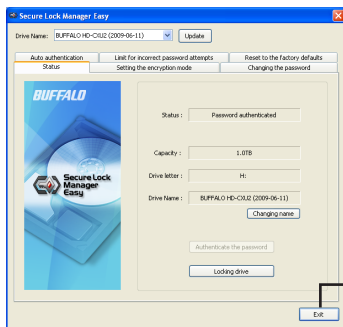 Secure Lock Manager Easy
Drive Name: BUFFALO HD-CXU2 (2009-06-11) Update
Auto authentication Limit for incorrect password attempts Reset to the factory defaults
Status Setting the encryption mode Changing the password
BUFFALO
Status : Password authenticated
Capacity : 1.0TB
Secure Lock
Manager
Easy
Drive letter : H:
Drive Name : BUFFALO HD-CXU2 (2009-06-11)
Changing name
Authenticate the password
Locking drive
Exit